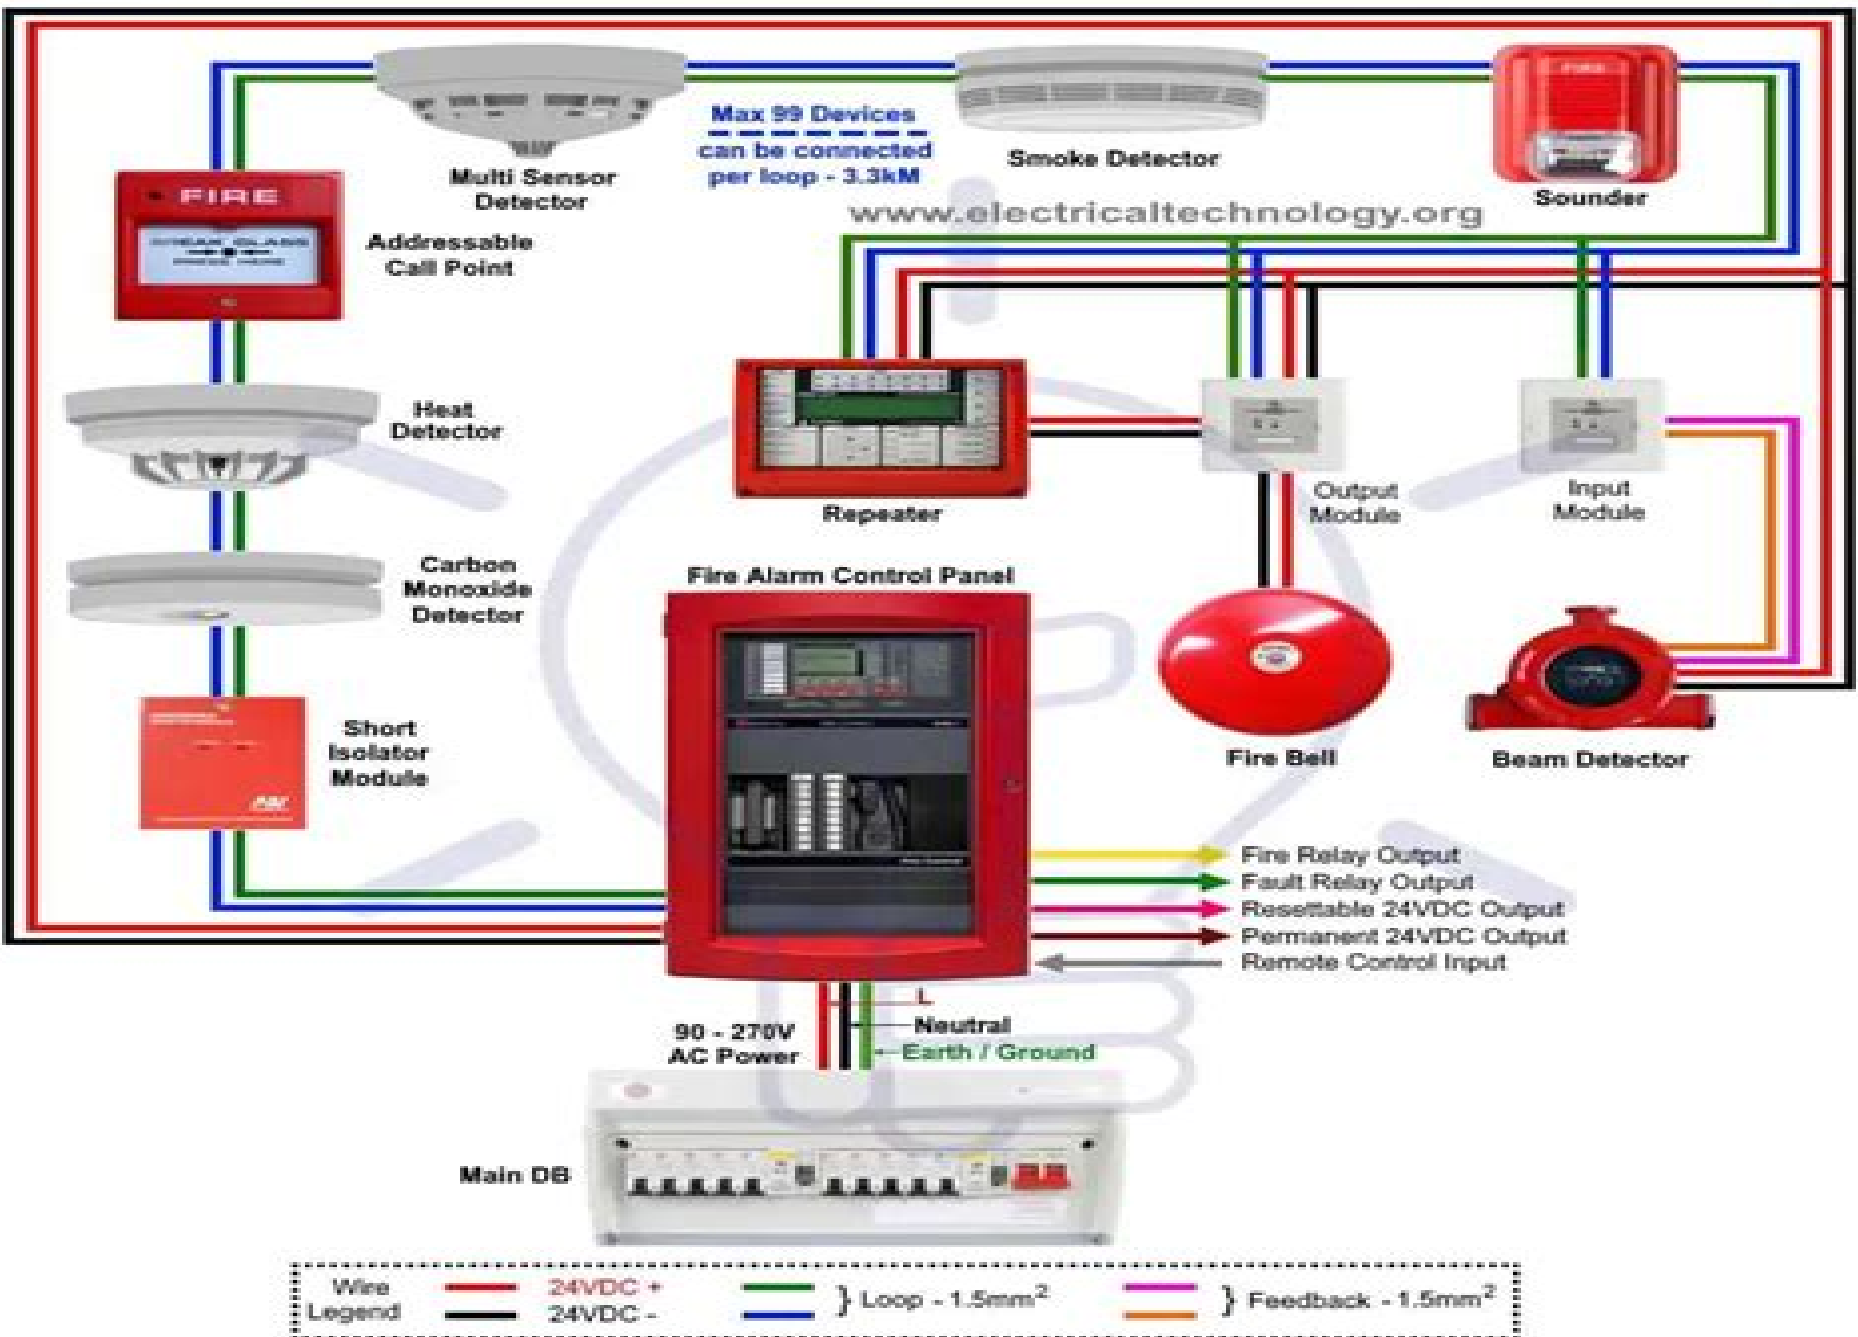 Max 99 Devices
can be connected
per loop - 3.3kM
Multi Sensor
Detector
Smoke Detector
Sounder
www.electricaltechnology.org
FIRE
Addressable
Call Point
Heat
Detector
Repeater
Output
Module
Input
Module
Carbon
Monoxide
Detector
Fire Alarm Control Panel
Short
Isolator
Module
Fire Bell
Beam Detector
Fire Relay Output
Fault Relay Output
Resettable 24VDC Output
Permanent 24VDC Output
Remote Control Input
L
90 - 270V
AC Power
Neutral
Earth / Ground
Main DB
Wire
Legend
24VDC +
24VDC -
} Loop - 1.5mm²
} Feedback - 1.5mm²